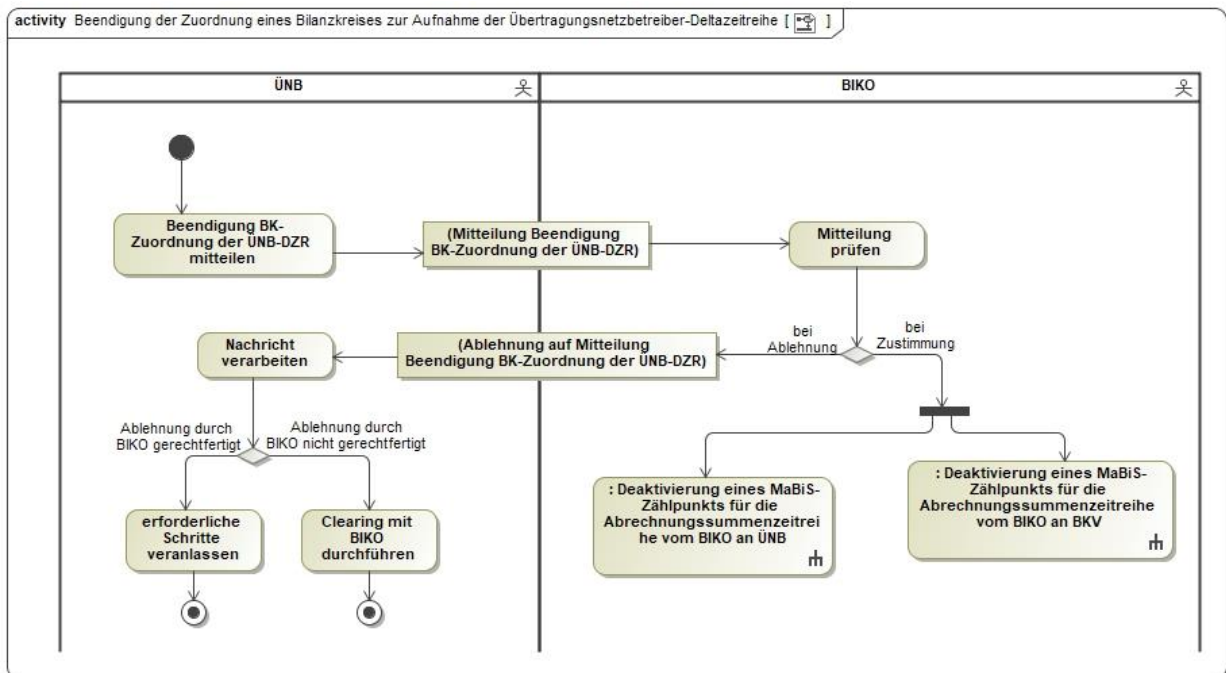 activity Beendigung der Zuordnung eines Bilanzkreises zur Aufnahme der Übertragungsnetzbetreiber-Deltazeitreihe [ ]
ÜNB
BIKO
Beendigung BK-
Zuordnung der ÜNB-DZR
mitteilen
(Mitteilung Beendigung
BK-Zuordnung der ÜNB-DZR)
Mitteilung
prüfen
bei
Ablehnung
bei
Zustimmung
(Ablehnung auf Mitteilung
Beendigung BK-Zuordnung der ÜNB-DZR)
Nachricht
verarbeiten
Ablehnung durch
BIKO gerechtfertigt
Ablehnung durch
BIKO nicht gerechtfertigt
erforderliche
Schritte
veranlassen
Clearing mit
BIKO
durchführen
: Deaktivierung eines MaBiS-
Zählpunkts für die
Abrechnungssummenzeitrei
he vom BIKO an ÜNB
: Deaktivierung eines MaBiS-
Zählpunkts für die
Abrechnungssummenzeitreihe
vom BIKO an BKV